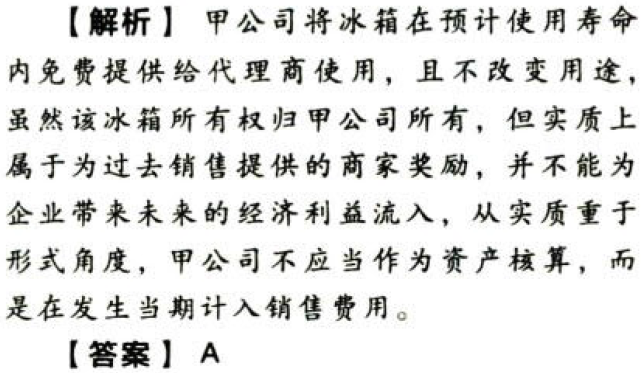 【解析】甲公司将冰箱在预计使用寿命
内免费提供给代理商使用，且不改变用途，
虽然该冰箱所有权归甲公司所有，但实质上
属于为过去销售提供的商家奖励，并不能为
企业带来未来的经济利益流入，从实质重于
形式角度，甲公司不应当作为资产核算，而
是在发生当期计入销售费用。
【答案】A